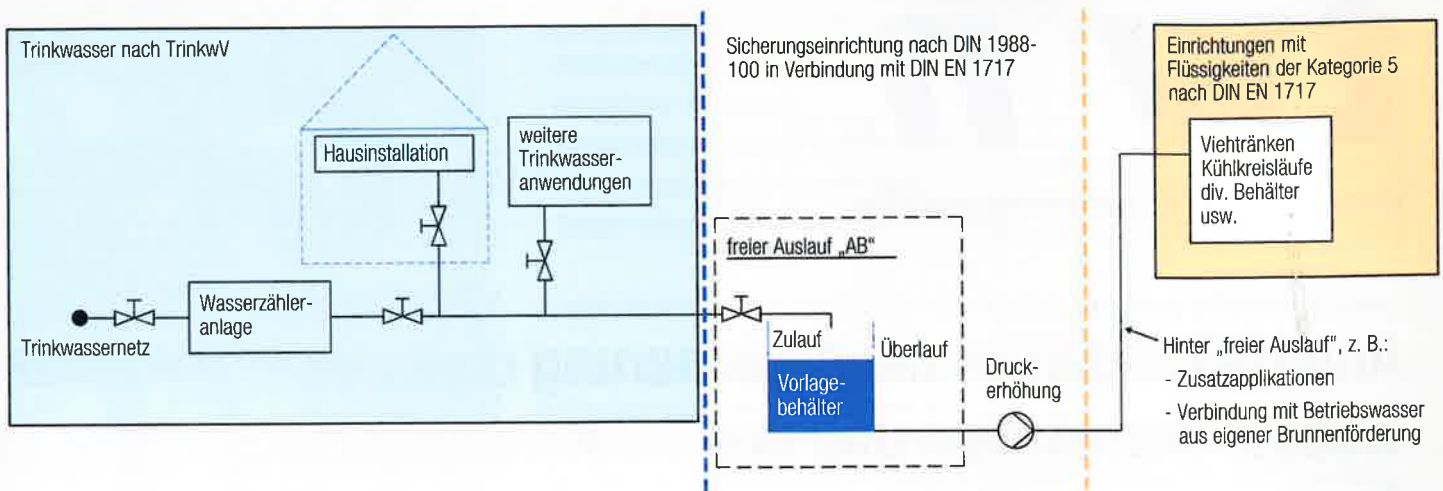 Trinkwasser nach TrinkwV
Hausinstallation
weitere
Trinkwasser-
anwendungen
Wasserzähler-
anlage
Trinkwassernetz
Sicherungseinrichtung nach DIN 1988-
100 in Verbindung mit DIN EN 1717
freier Auslauf „AB“
Zulauf
Überlauf
Vorlage-
behälter
Druck-
erhöhung
Einrichtungen mit
Flüssigkeiten der Kategorie 5
nach DIN EN 1717
Viehtränken
Kühlkreisläufe
div. Behälter
usw.
Hinter „freier Auslauf“, z. B.:
- Zusatzapplikationen
- Verbindung mit Betriebswasser
aus eigener Brunnenförderung